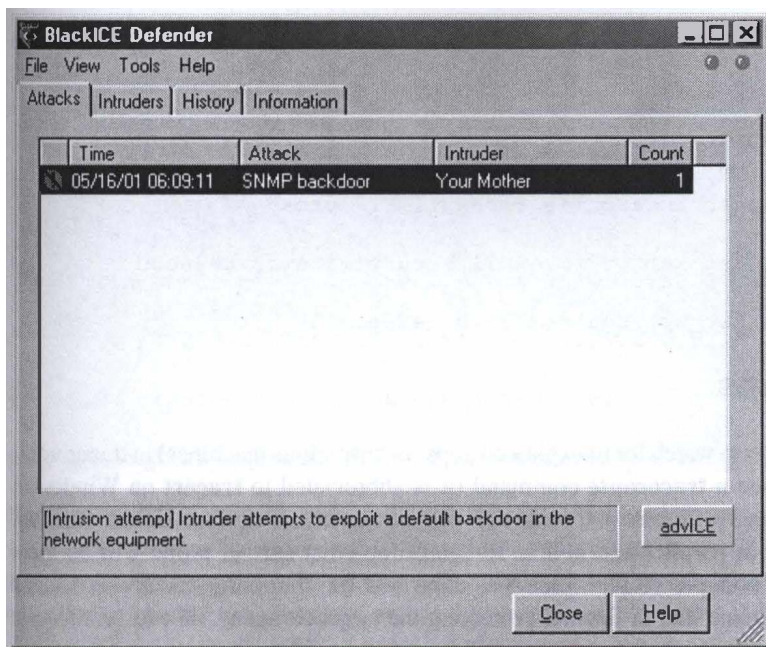 BlackICE Defender
File View Tools Help
Attacks Intruders History Information
Time Attack Intruder Count
05/16/01 06:09:11 SNMP backdoor Your Mother 1
[Intrusion attempt] Intruder attempts to exploit a default backdoor in the
network equipment.
advICE
Close Help